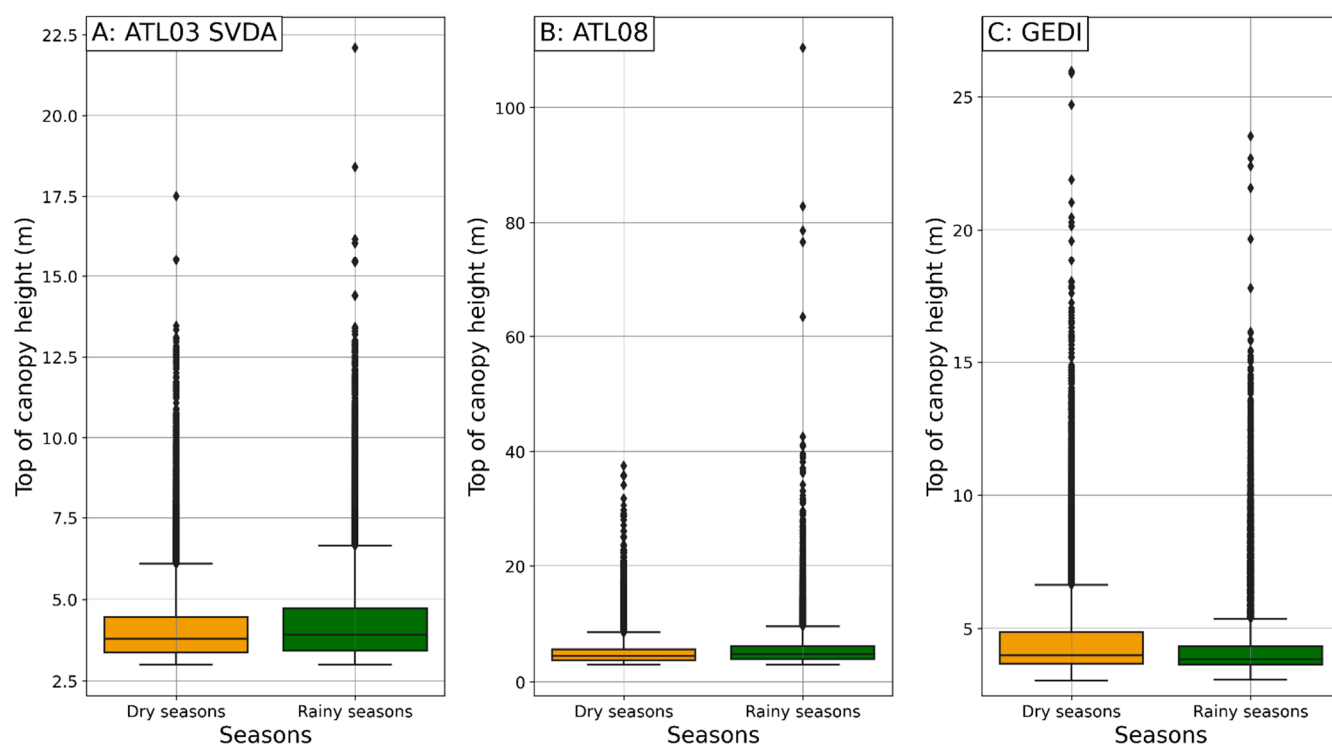 A: ATL03 SVDA
Top of canopy height (m)
22.5
20.0
17.5
15.0
12.5
10.0
7.5
5.0
2.5
Dry seasons
Rainy seasons
Seasons
B: ATL08
Top of canopy height (m)
100
80
60
40
20
0
Dry seasons
Rainy seasons
Seasons
C: GEDI
Top of canopy height (m)
25
20
15
10
5
Dry seasons
Rainy seasons
Seasons